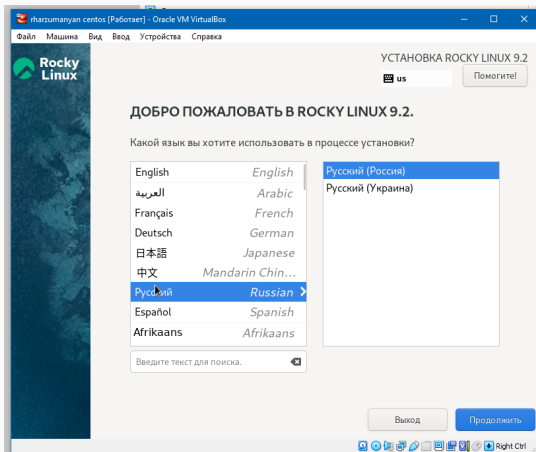 rharzumanyan centos [Работает] - Oracle VM VirtualBox
Файл Машина Вид Ввод Устройства Справка
Rocky Linux
УСТАНОВКА ROCKY LINUX 9.2
us
Помогите!
ДОБРО ПОЖАЛОВАТЬ В ROCKY LINUX 9.2.
Какой язык вы хотите использовать в процессе установки?
English English
العربية Arabic
Français French
Deutsch German
日本語 Japanese
中文 Mandarin Chin...
Русский Russian
Español Spanish
Afrikaans Afrikaans
Русский (Россия)
Русский (Украина)
Введите текст для поиска.
Выход
Продолжить
Right Ctrl